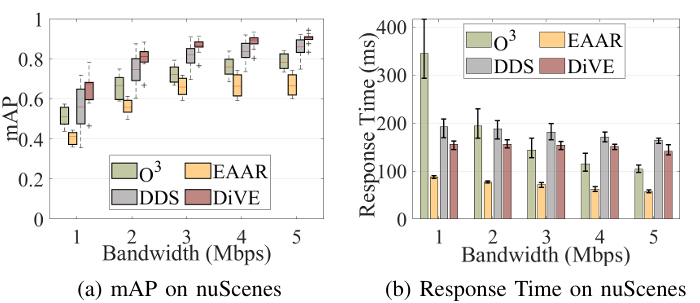 mAP
1
0.8
0.6
0.4
0.2
0
O³ EAAR
DDS DiVE
1 2 3 4 5
Bandwidth (Mbps)
(a) mAP on nuScenes
Response Time (ms)
400
300
200
100
0
O³ EAAR
DDS DiVE
1 2 3 4 5
Bandwidth (Mbps)
(b) Response Time on nuScenes